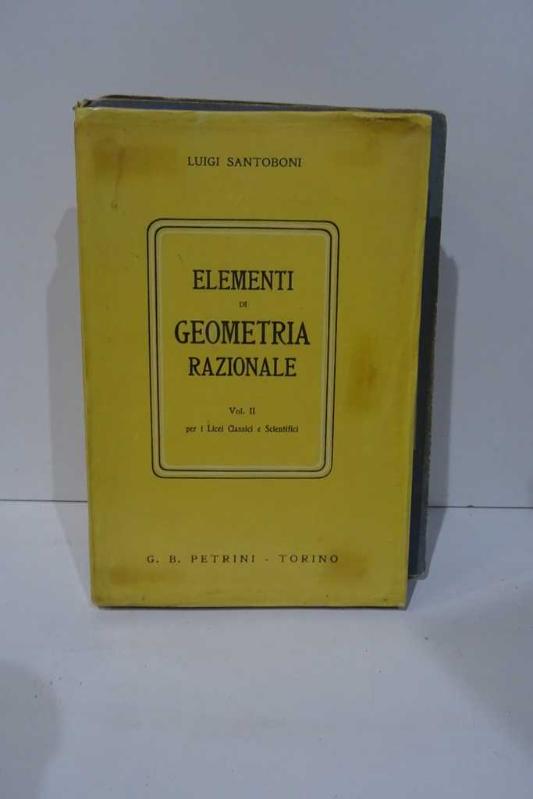 LUIGI SANTOBONI
ELEMENTI
DI
GEOMETRIA
RAZIONALE
Vol. II
per i Licei Classici e Scientifici
G. B. PETRINI - TORINO